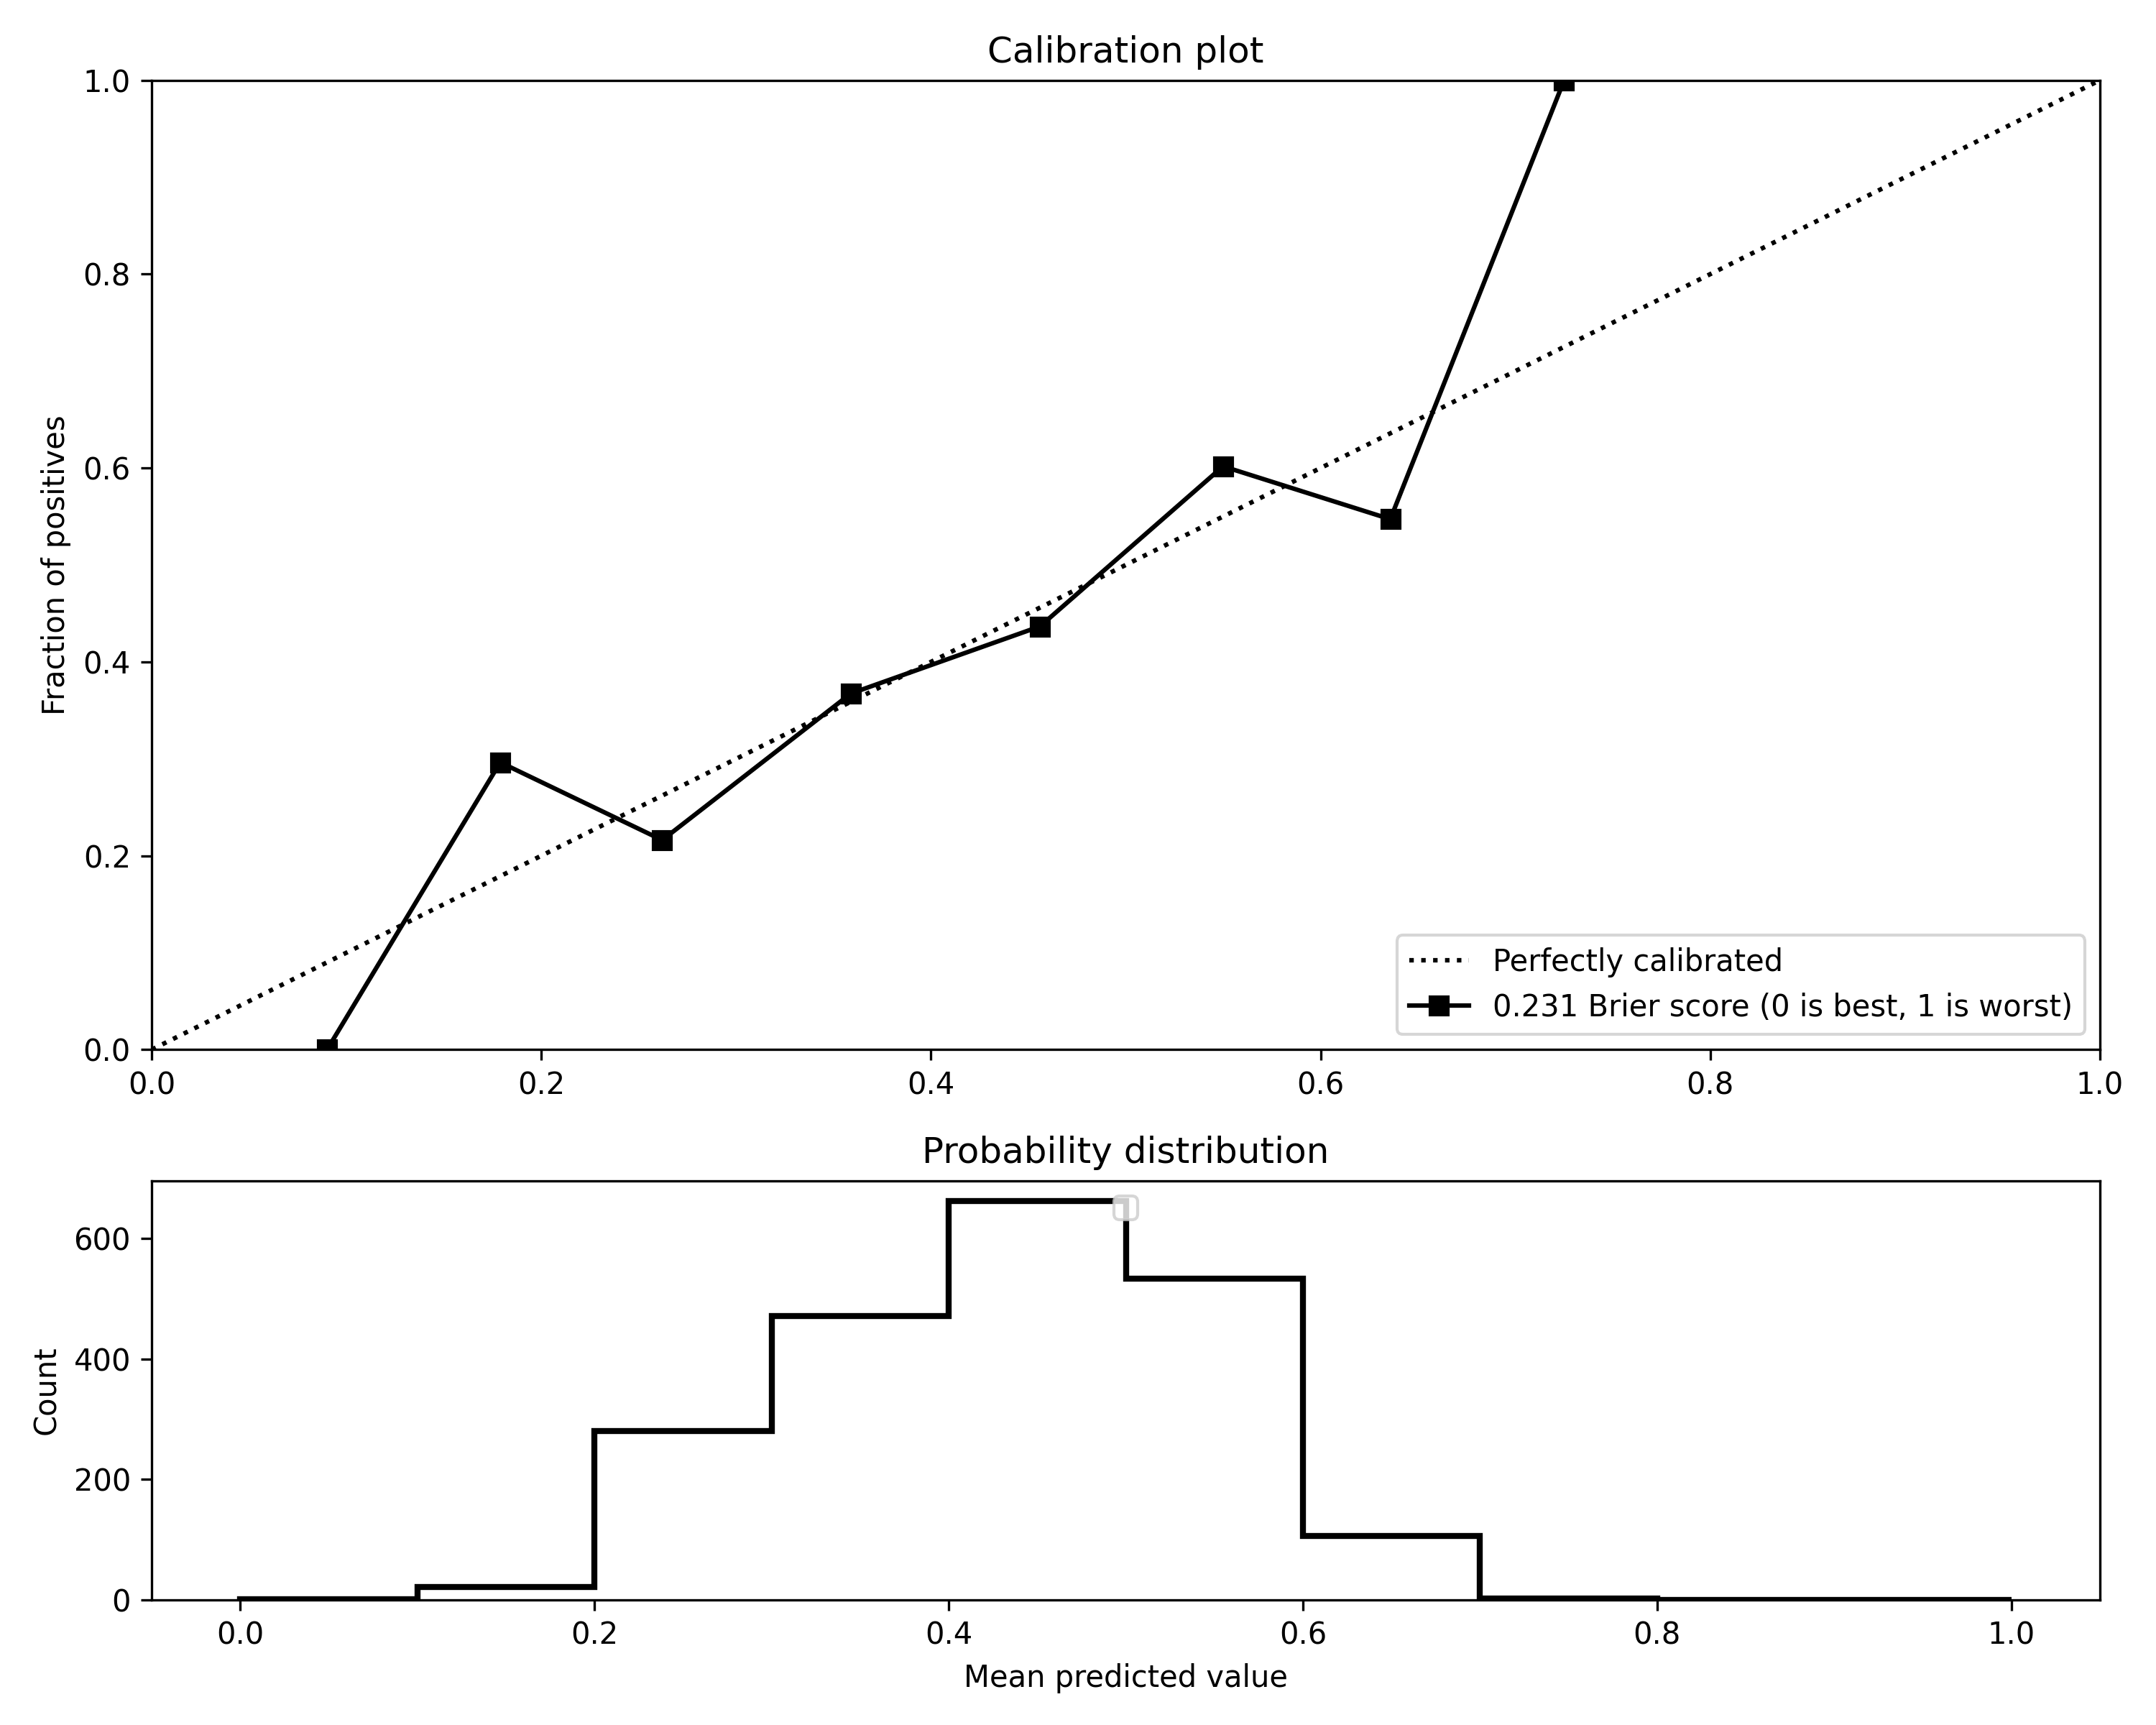 Calibration plot
1.0
0.8
0.6
0.4
0.2
0.0
Fraction of positives
0.0 0.2 0.4 0.6 0.8 1.0
Perfectly calibrated
0.231 Brier score (0 is best, 1 is worst)
Probability distribution
600
400
200
0
Count
0.0 0.2 0.4 0.6 0.8 1.0
Mean predicted value